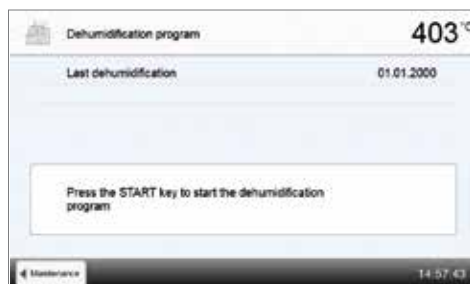 Dehumidification program
403 °C
Last dehumidification 01.01.2000
Press the START key to start the dehumidification
program
Maintenance 14:57:43